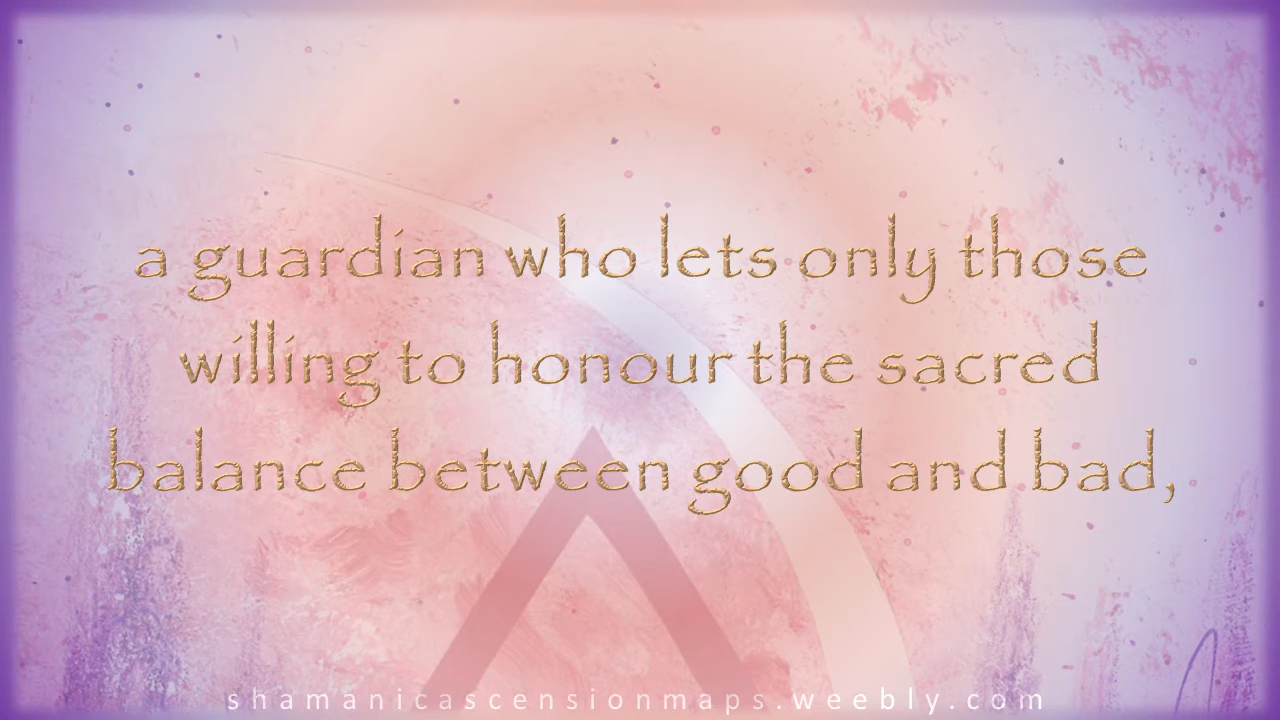 a guardian who lets only those
willing to honour the sacred
balance between good and bad,
shamanicascensionmaps.weebly.com